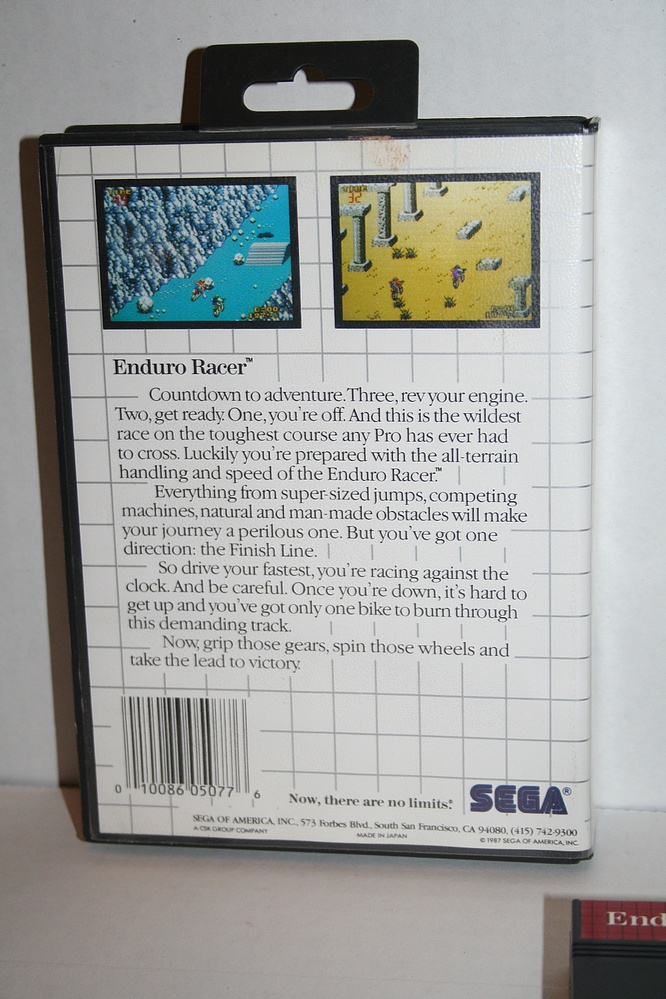 32
Enduro Racer™
Countdown to adventure. Three, rev your engine.
Two, get ready. One, you're off. And this is the wildest
race on the toughest course any Pro has ever had
to cross. Luckily you're prepared with the all-terrain
handling and speed of the Enduro Racer.™
Everything from super-sized jumps, competing
machines, natural and man-made obstacles will make
your journey a perilous one. But you've got one
direction: the Finish Line.
So drive your fastest, you're racing against the
clock. And be careful. Once you're down, it's hard to
get up and you've got only one bike to burn through
this demanding track.
Now, grip those gears, spin those wheels and
take the lead to victory.
0 10086 05077 6
Now, there are no limits.®
SEGA®
SEGA OF AMERICA, INC., 573 Forbes Blvd., South San Francisco, CA 94080, (415) 742-9300
A CSK GROUP COMPANY MADE IN JAPAN © 1987 SEGA OF AMERICA, INC.
End